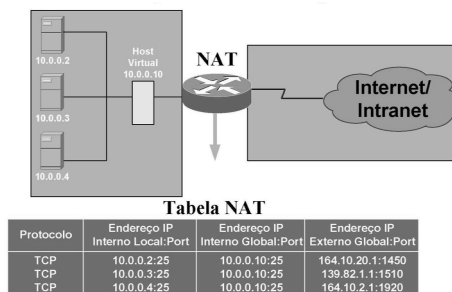 10.0.0.2
Host
Virtual
10.0.0.10
NAT
10.0.0.3
Internet/
Intranet
10.0.0.4
Tabela NAT
Protocolo Endereço IP Interno Local:Port Endereço IP Interno Global:Port Endereço IP Externo Global:Port
TCP 10.0.0.2:25 10.0.0.10:25 164.10.20.1:1450
TCP 10.0.0.3:25 10.0.0.10:25 139.82.1.1:1510
TCP 10.0.0.4:25 10.0.0.10:25 164.10.2.1:1920